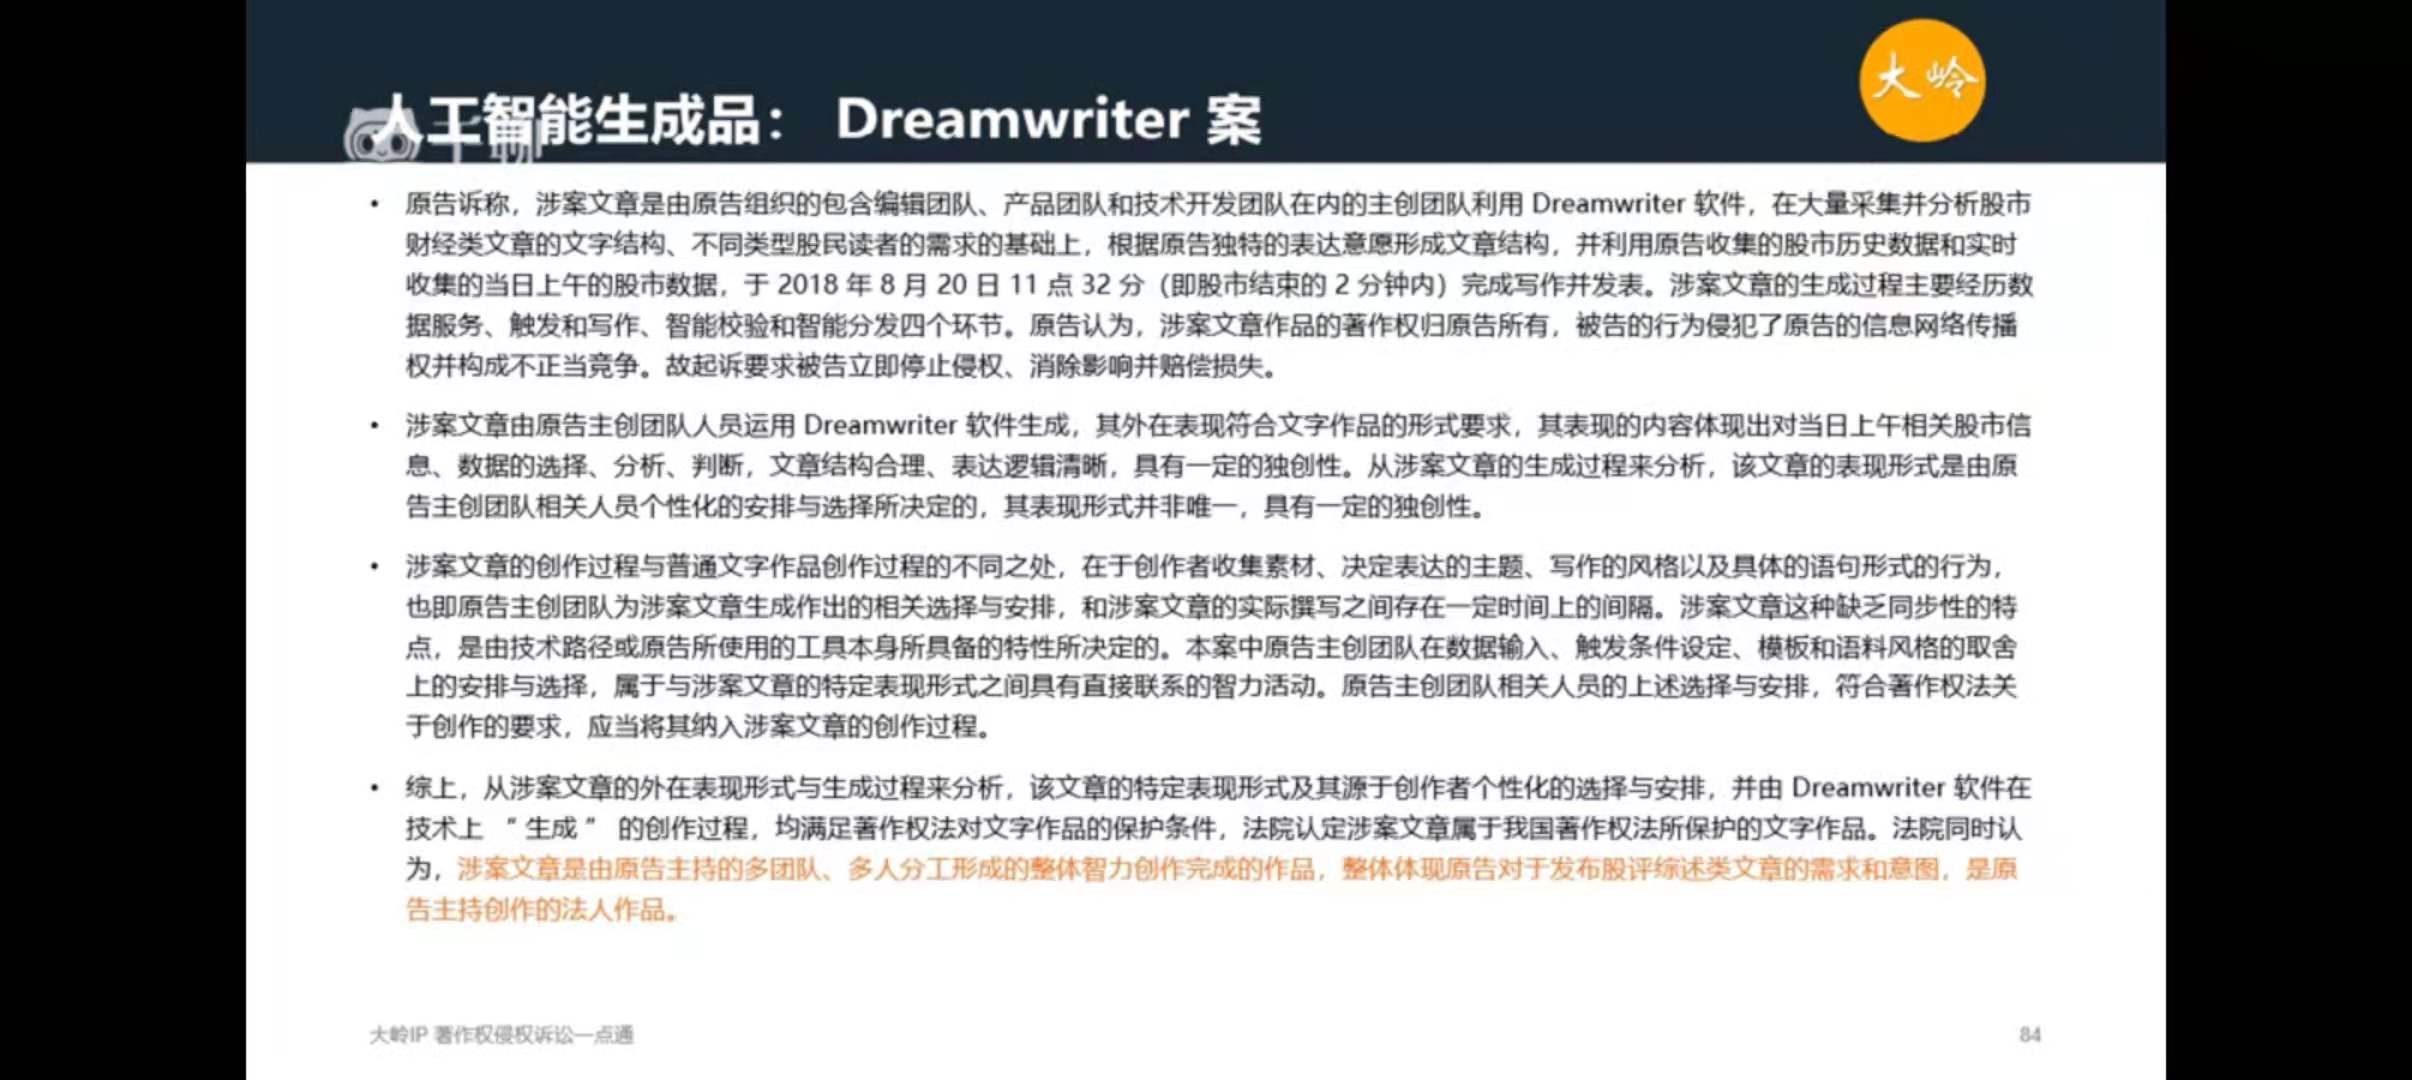 人工智能生成品： Dreamwriter 案
大岭
千聊
• 原告诉称，涉案文章是由原告组织的包含编辑团队、产品团队和技术开发团队在内的主创团队利用 Dreamwriter 软件，在大量采集并分析股市
财经类文章的文字结构、不同类型股民读者的需求的基础上，根据原告独特的表达意愿形成文章结构，并利用原告收集的股市历史数据和实时
收集的当日上午的股市数据，于 2018 年 8 月 20 日 11 点 32 分（即股市结束的 2 分钟内）完成写作并发表。涉案文章的生成过程主要经历数
据服务、触发和写作、智能校验和智能分发四个环节。原告认为，涉案文章作品的著作权归原告所有，被告的行为侵犯了原告的信息网络传播
权并构成不正当竞争。故起诉要求被告立即停止侵权、消除影响并赔偿损失。
• 涉案文章由原告主创团队人员运用 Dreamwriter 软件生成，其外在表现符合文字作品的形式要求，其表现的内容体现出对当日上午相关股市信
息、数据的选择、分析、判断，文章结构合理、表达逻辑清晰，具有一定的独创性。从涉案文章的生成过程来分析，该文章的表现形式是由原
告主创团队相关人员个性化的安排与选择所决定的，其表现形式并非唯一，具有一定的独创性。
• 涉案文章的创作过程与普通文字作品创作过程的不同之处，在于创作者收集素材、决定表达的主题、写作的风格以及具体的语句形式的行为，
也即原告主创团队为涉案文章生成作出的相关选择与安排，和涉案文章的实际撰写之间存在一定时间上的间隔。涉案文章这种缺乏同步性的特
点，是由技术路径或原告所使用的工具本身所具备的特性所决定的。本案中原告主创团队在数据输入、触发条件设定、模板和语料风格的取舍
上的安排与选择，属于与涉案文章的特定表现形式之间具有直接联系的智力活动。原告主创团队相关人员的上述选择与安排，符合著作权法关
于创作的要求，应当将其纳入涉案文章的创作过程。
• 综上，从涉案文章的外在表现形式与生成过程来分析，该文章的特定表现形式及其源于创作者个性化的选择与安排，并由 Dreamwriter 软件在
技术上 “ 生成 ” 的创作过程，均满足著作权法对文字作品的保护条件，法院认定涉案文章属于我国著作权法所保护的文字作品。法院同时认
为，涉案文章是由原告主持的多团队、多人分工形成的整体智力创作完成的作品，整体体现原告对于发布股评综述类文章的需求和意图，是原
告主持创作的法人作品。
大岭IP 著作权侵权诉讼一点通
84